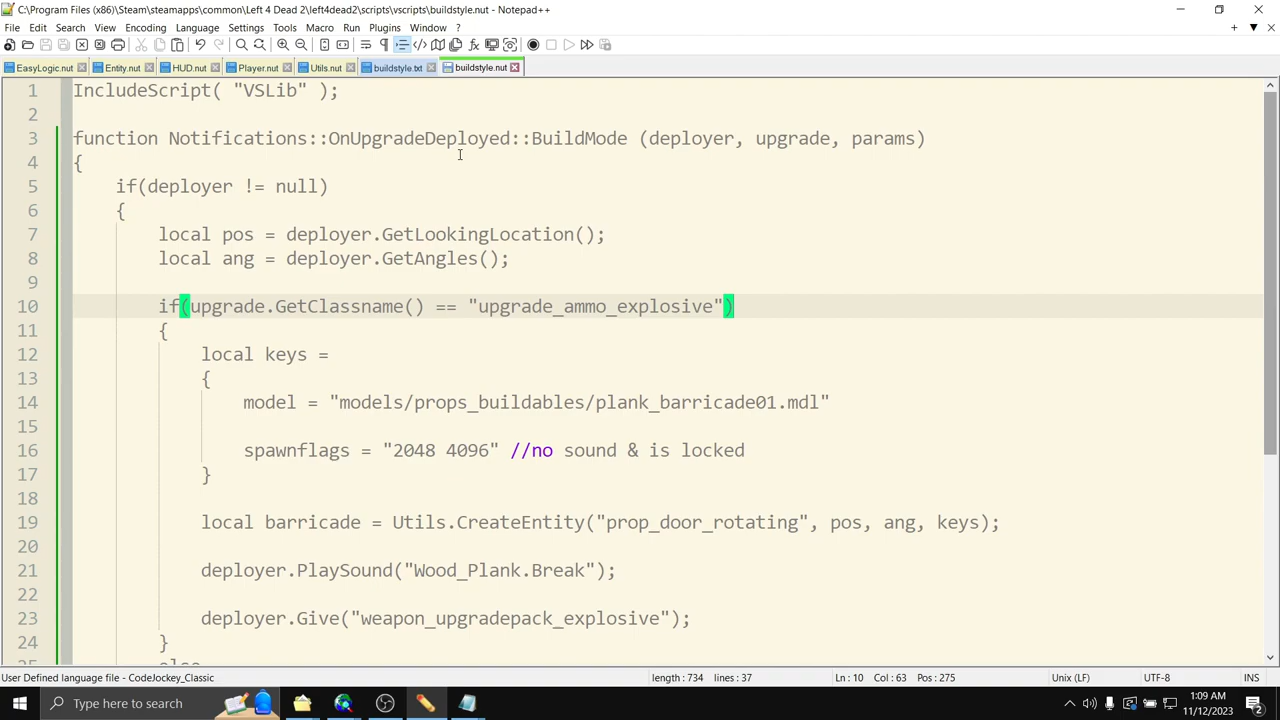 C:\Program Files (x86)\Steam\steamapps\common\Left 4 Dead 2\left4dead2\scripts\vscripts\buildstyle.nut - Notepad++
File Edit Search View Encoding Language Settings Tools Macro Run Plugins Window ?
EasyLogic.nut Entity.nut HUD.nut Player.nut Utils.nut buildstyle.txt buildstyle.nut
1 IncludeScript( "VSLib" );
2
3 function Notifications::OnUpgradeDeployed::BuildMode (deployer, upgrade, params)
4 {
5 if(deployer != null)
6 {
7 local pos = deployer.GetLookingLocation();
8 local ang = deployer.GetAngles();
9
10 if(upgrade.GetClassname() == "upgrade_ammo_explosive")
11 {
12 local keys =
13 {
14 model = "models/props_buildables/plank_barricade01.mdl"
15
16 spawnflags = "2048 4096" //no sound & is locked
17 }
18
19 local barricade = Utils.CreateEntity("prop_door_rotating", pos, ang, keys);
20
21 deployer.PlaySound("Wood_Plank.Break");
22
23 deployer.Give("weapon_upgradepack_explosive");
24 }
25 else
User Defined language file - CodeJockey_Classic length : 734 lines : 37 Ln : 10 Col : 63 Pos : 275 Unix (LF) UTF-8 INS
Type here to search 1:09 AM
11/12/2023 2